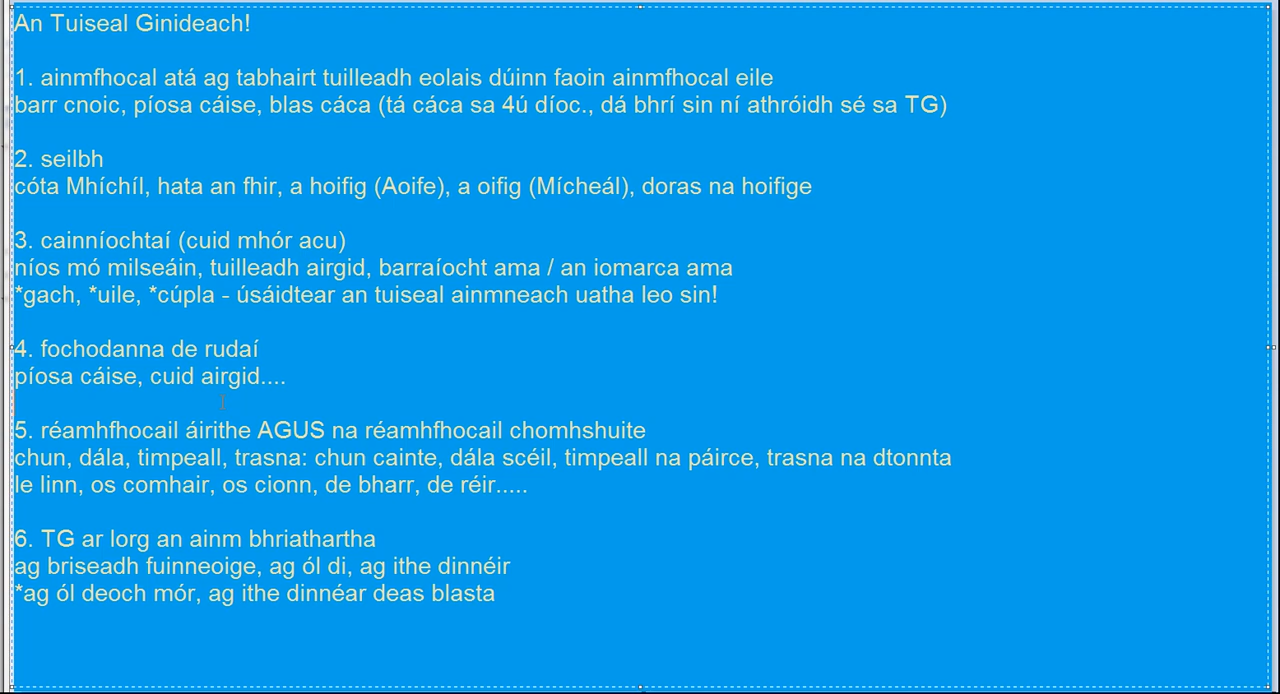 An Tuiseal Ginideach!
1. ainmfhocal atá ag tabhairt tuilleadh eolais dúinn faoin ainmfhocal eile
barr cnoic, píosa cáise, blas cáca (tá cáca sa 4ú díoc., dá bhrí sin ní athróidh sé sa TG)
2. seilbh
cóta Mhíchíl, hata an fhir, a hoifig (Aoife), a oifig (Mícheál), doras na hoifige
3. cainníochtaí (cuid mhór acu)
níos mó milseáin, tuilleadh airgid, barraíocht ama / an iomarca ama
*gach, *uile, *cúpla - úsáidtear an tuiseal ainmneach uatha leo sin!
4. fochodanna de rudaí
píosa cáise, cuid airgid....
5. réamhfhocail áirithe AGUS na réamhfhocail chomhshuite
chun, dála, timpeall, trasna: chun cainte, dála scéil, timpeall na páirce, trasna na dtonnta
le linn, os comhair, os cionn, de bharr, de réir.....
6. TG ar lorg an ainm bhriathartha
ag briseadh fuinneoige, ag ól di, ag ithe dinnéir
*ag ól deoch mór, ag ithe dinnéar deas blasta